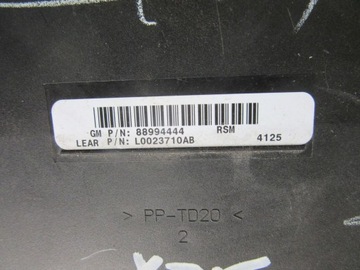 GM P/N: 88994444 RSM
LEAR P/N: L0023710AB 4125
> PP-TD20 <
2